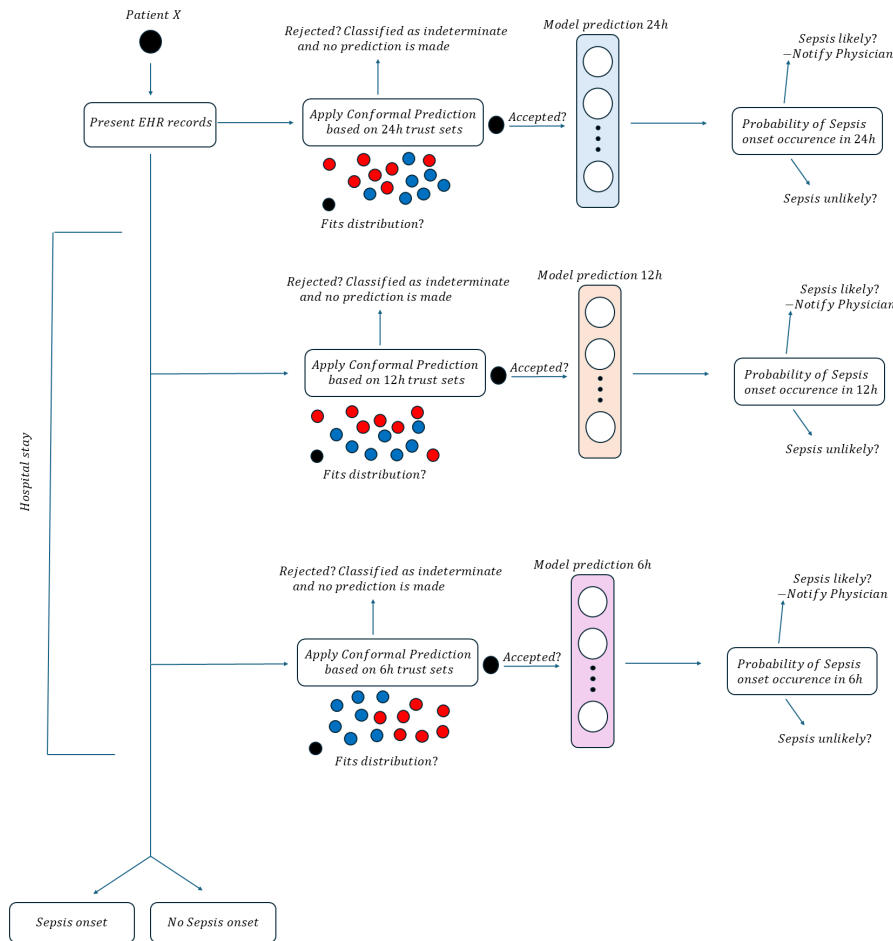 Patient X
Present EHR records
Rejected? Classified as indeterminate
and no prediction is made
Apply Conformal Prediction
based on 24h trust sets
Fits distribution?
Accepted?
Model prediction 24h
Probability of Sepsis
onset occurence in 24h
Sepsis likely?
−Notify Physician
Sepsis unlikely?
Hospital stay
Rejected? Classified as indeterminate
and no prediction is made
Apply Conformal Prediction
based on 12h trust sets
Fits distribution?
Accepted?
Model prediction 12h
Probability of Sepsis
onset occurence in 12h
Sepsis likely?
−Notify Physician
Sepsis unlikely?
Rejected? Classified as indeterminate
and no prediction is made
Apply Conformal Prediction
based on 6h trust sets
Fits distribution?
Accepted?
Model prediction 6h
Probability of Sepsis
onset occurence in 6h
Sepsis likely?
−Notify Physician
Sepsis unlikely?
Sepsis onset
No Sepsis onset